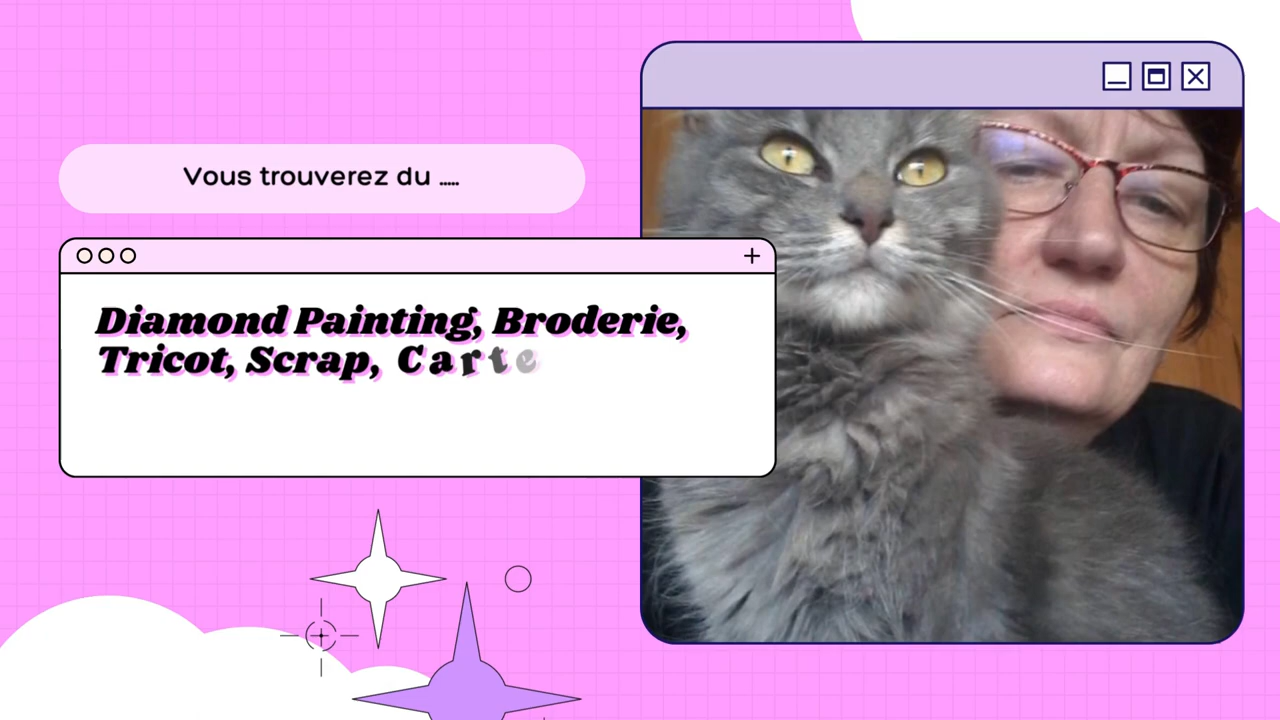 Vous trouverez du .....
Diamond Painting, Broderie,
Tricot, Scrap, Carte